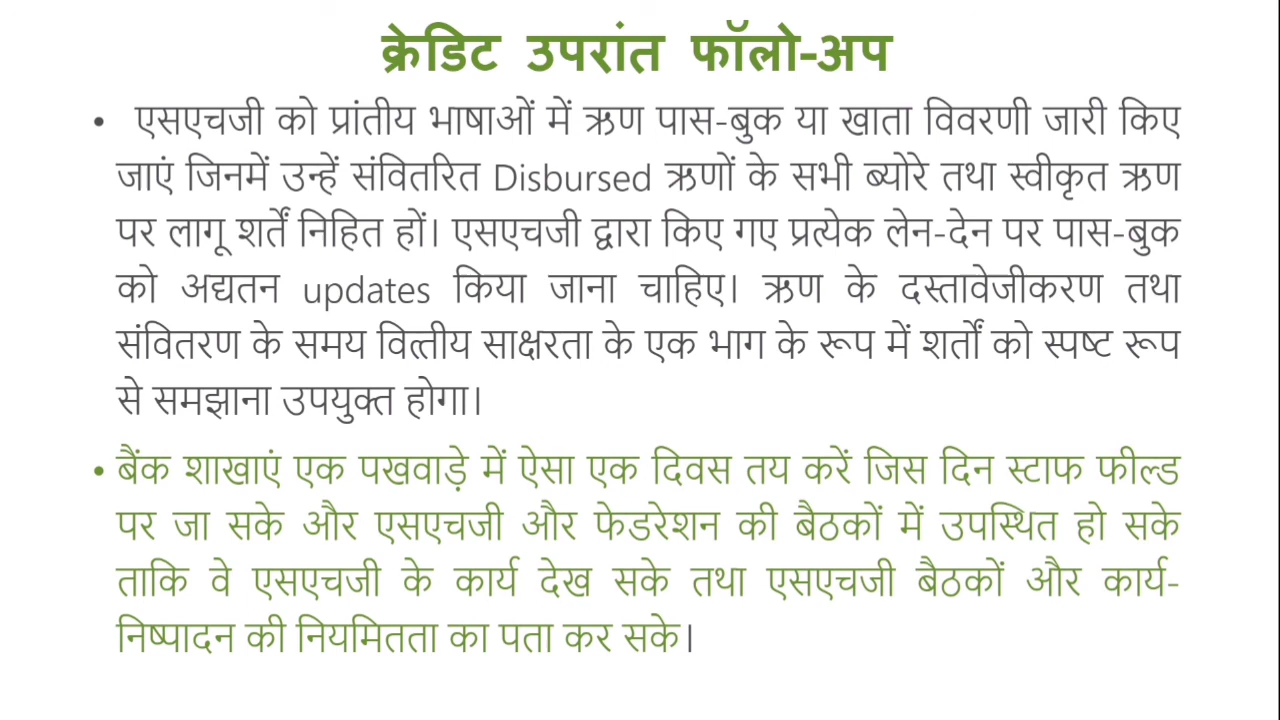 क्रेडिट उपरांत फॉलो-अप
• एसएचजी को प्रांतीय भाषाओं में ऋण पास-बुक या खाता विवरणी जारी किए
जाएं जिनमें उन्हें संवितरित Disbursed ऋणों के सभी ब्योरे तथा स्वीकृत ऋण
पर लागू शर्तें निहित हों। एसएचजी द्वारा किए गए प्रत्येक लेन-देन पर पास-बुक
को अद्यतन updates किया जाना चाहिए। ऋण के दस्तावेजीकरण तथा
संवितरण के समय वित्तीय साक्षरता के एक भाग के रूप में शर्तों को स्पष्ट रूप
से समझाना उपयुक्त होगा।
• बैंक शाखाएं एक पखवाड़े में ऐसा एक दिवस तय करें जिस दिन स्टाफ फील्ड
पर जा सके और एसएचजी और फेडरेशन की बैठकों में उपस्थित हो सके
ताकि वे एसएचजी के कार्य देख सके तथा एसएचजी बैठकों और कार्य-
निष्पादन की नियमितता का पता कर सके।